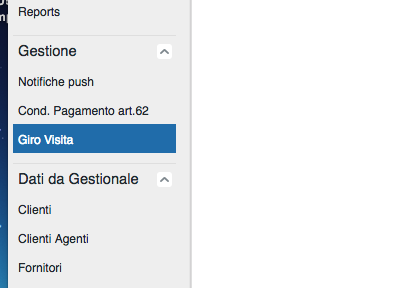 Reports
Gestione
Notifiche push
Cond. Pagamento art.62
Giro Visita
Dati da Gestionale
Clienti
Clienti Agenti
Fornitori